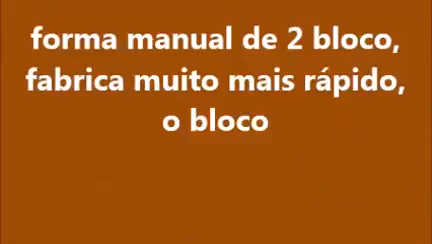 forma manual de 2 bloco,
fabrica muito mais rápido,
o bloco